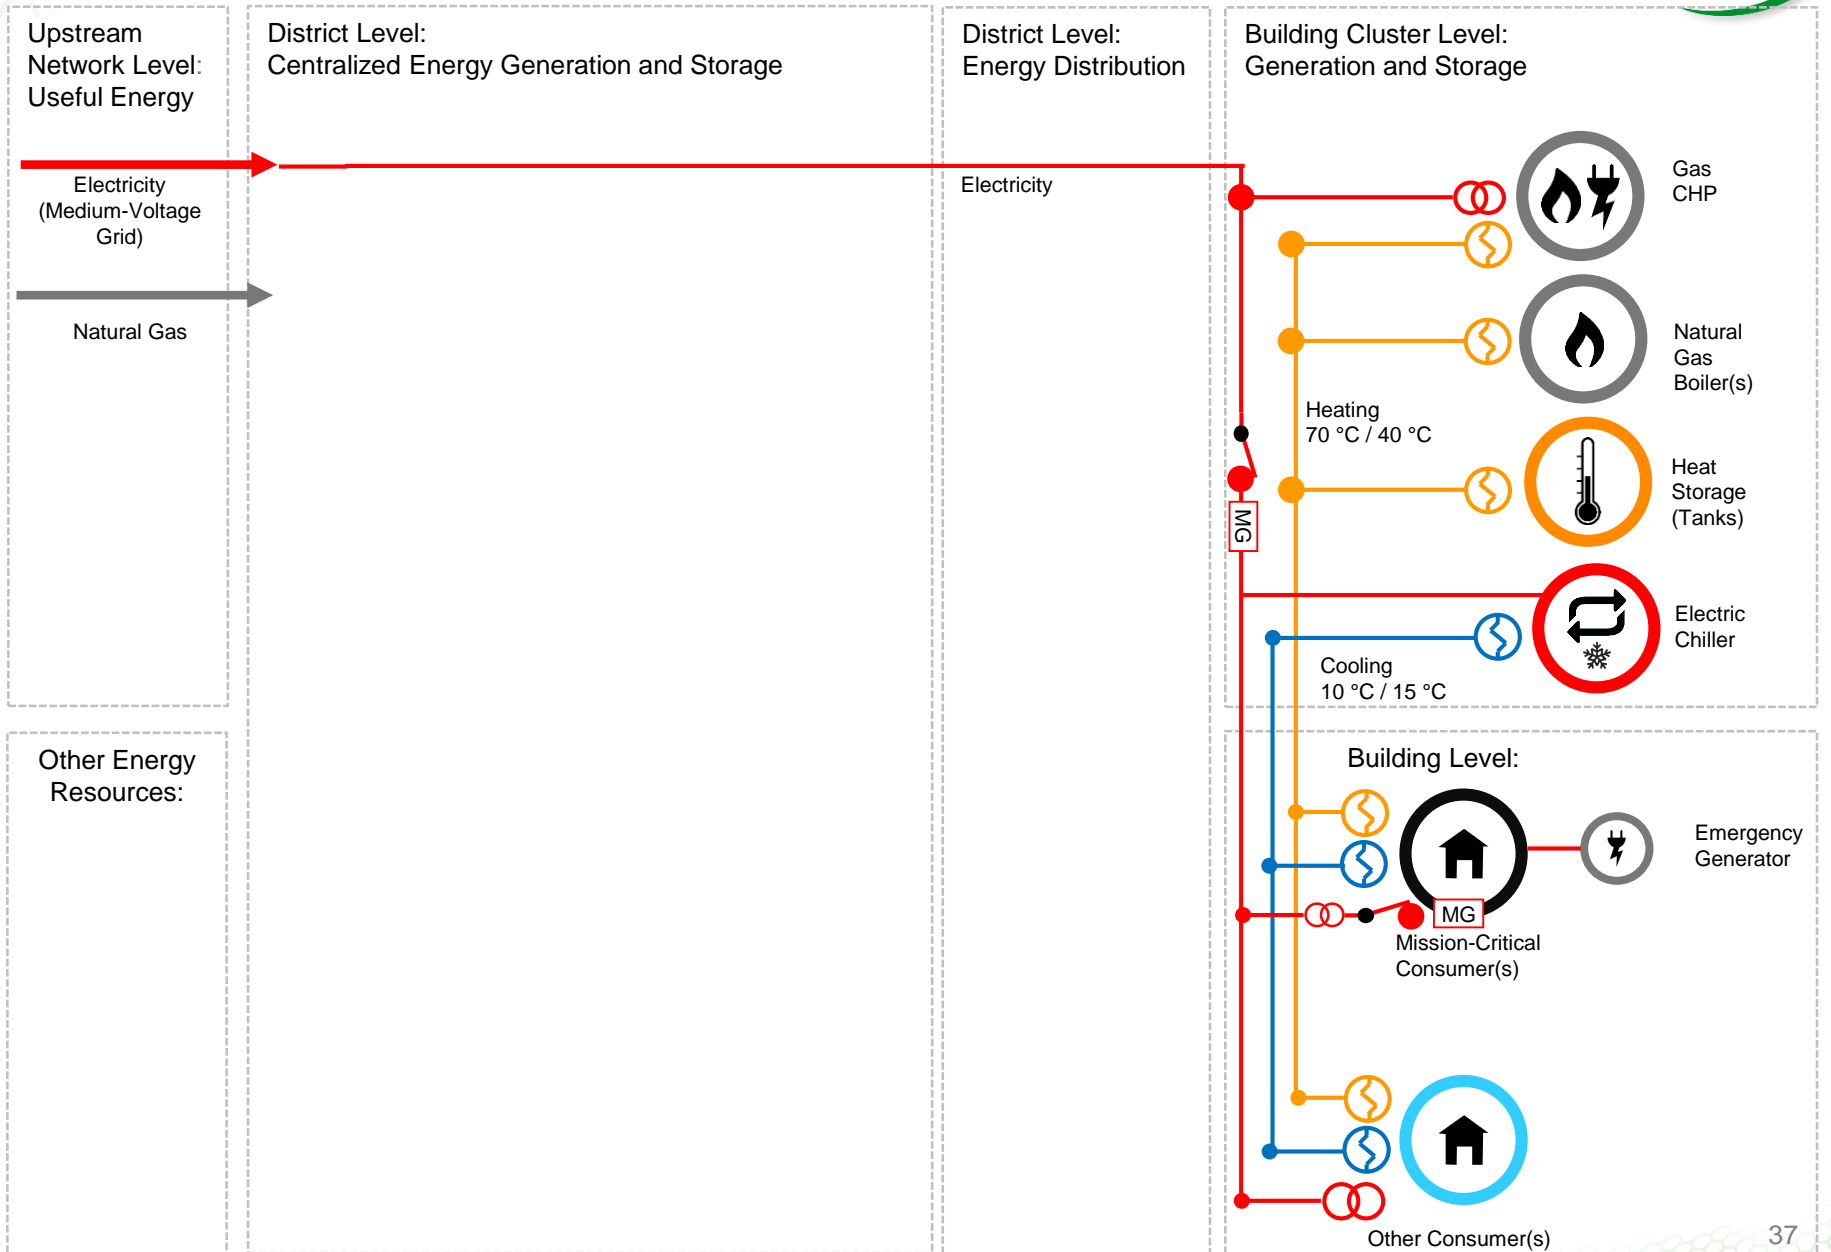 Upstream
Network Level:
Useful Energy
District Level:
Centralized Energy Generation and Storage
District Level:
Energy Distribution
Building Cluster Level:
Generation and Storage
Electricity
(Medium-Voltage
Grid)
Natural Gas
Electricity
Gas
CHP
Natural
Gas
Boiler(s)
Heating
70 °C / 40 °C
Heat
Storage
(Tanks)
MG
Electric
Chiller
Cooling
10 °C / 15 °C
Other Energy
Resources:
Building Level:
Emergency
Generator
MG
Mission-Critical
Consumer(s)
Other Consumer(s)
37